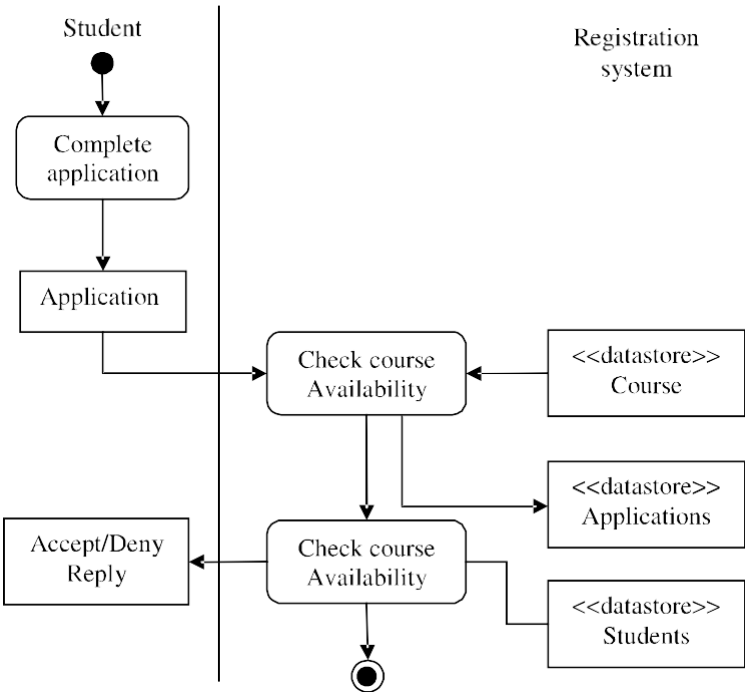 Student
Registration
system
Complete
application
Application
Check course
Availability
<<datastore>>
Course
<<datastore>>
Applications
Accept/Deny
Reply
Check course
Availability
<<datastore>>
Students